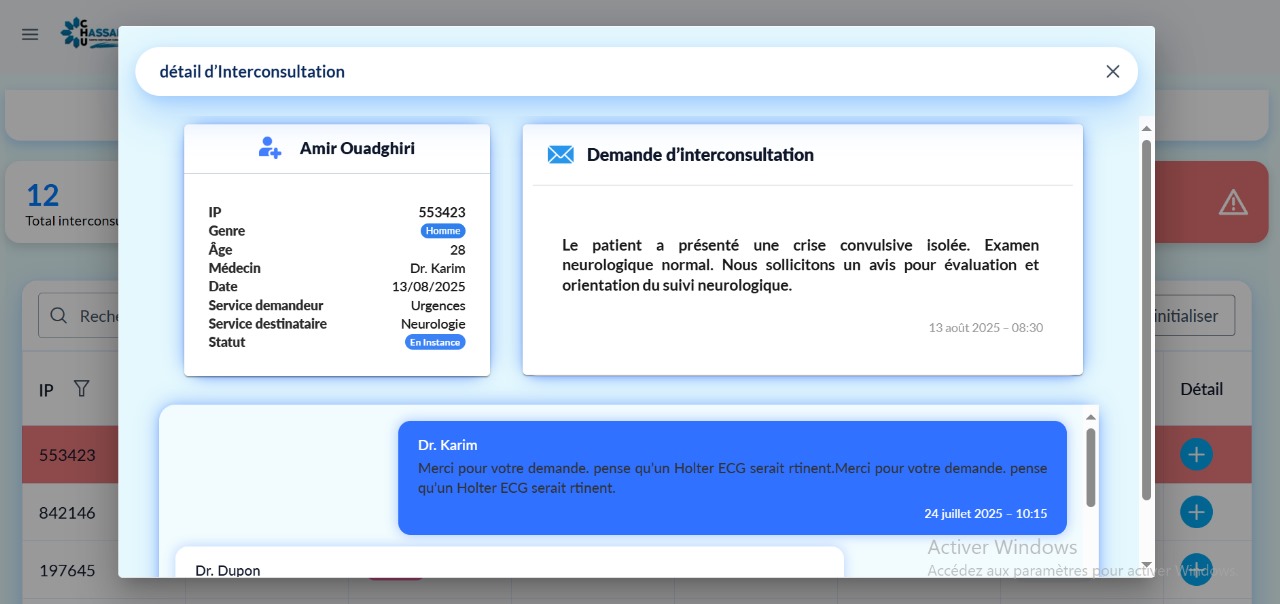 CHU
HASSAN
détail d'Interconsultation
Amir Ouadghiri
IP 553423
Genre Homme
Âge 28
Médecin Dr. Karim
Date 13/08/2025
Service demandeur Urgences
Service destinataire Neurologie
Statut En Instance
Demande d'interconsultation
Le patient a présenté une crise convulsive isolée. Examen
neurologique normal. Nous sollicitons un avis pour évaluation et
orientation du suivi neurologique.
13 août 2025 – 08:30
12
Total interconsu
Reche
initialiser
IP
Détail
553423
842146
197645
Dr. Karim
Merci pour votre demande. pense qu'un Holter ECG serait rtinent.Merci pour votre demande. pense
qu'un Holter ECG serait rtinent.
24 juillet 2025 – 10:15
Dr. Dupon
Activer Windows
Accédez aux paramètres pour activer Windows.